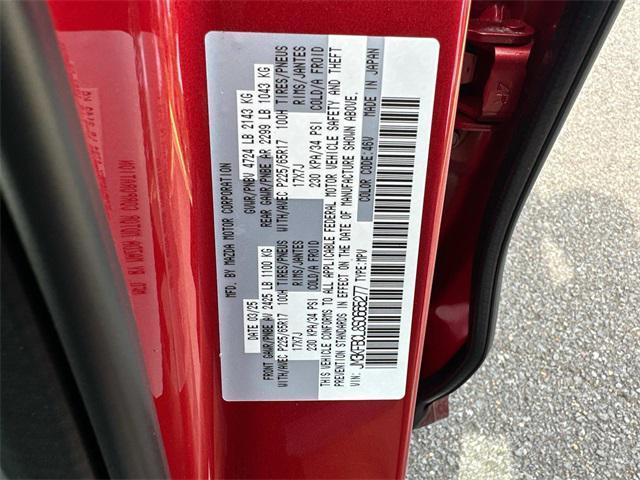 MFD. BY MAZDA MOTOR CORPORATION
DATE 03/25 GVWR/PNBV 4724 LB 2143 KG
FRONT GAWR/PNBE AV 2425 LB 1100 KG REAR GAWR/PNBE AR 2299 LB 1043 KG
WITH/AVEC P225/65R17 100H TIRES/PNEUS WITH/AVEC P225/65R17 100H TIRES/PNEUS
17X7J RIMS/JANTES 17X7J RIMS/JANTES
230 KPA/34 PSI COLD/A FROID 230 KPA/34 PSI COLD/A FROID
THIS VEHICLE CONFORMS TO ALL APPLICABLE FEDERAL MOTOR VEHICLE SAFETY AND THEFT
PREVENTION STANDARDS IN EFFECT ON THE DATE OF MANUFACTURE SHOWN ABOVE.
COLOR CODE:46V MADE IN JAPAN
VIN: JM3KFBCL8S0695277 TYPE:MPV